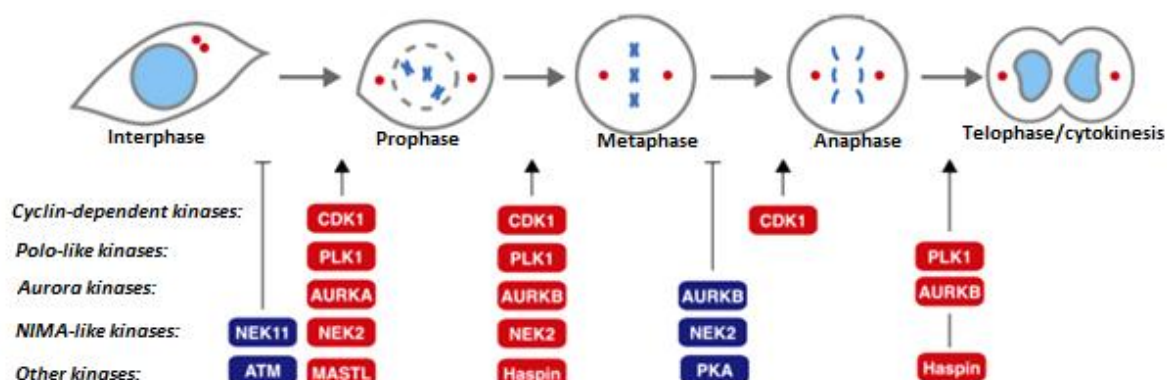 Interphase
Prophase
Metaphase
Anaphase
Telophase/cytokinesis
Cyclin-dependent kinases: CDK1 CDK1 CDK1
Polo-like kinases: PLK1 PLK1 PLK1
Aurora kinases: AURKA AURKB AURKB AURKB
NIMA-like kinases: NEK11 NEK2 NEK2 NEK2
Other kinases: ATM MASTL Haspin PKA Haspin